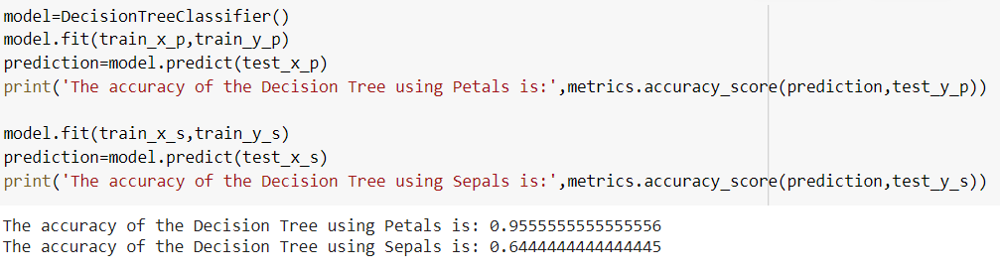 model=DecisionTreeClassifier()
model.fit(train_x_p,train_y_p)
prediction=model.predict(test_x_p)
print('The accuracy of the Decision Tree using Petals is:',metrics.accuracy_score(prediction,test_y_p))
model.fit(train_x_s,train_y_s)
prediction=model.predict(test_x_s)
print('The accuracy of the Decision Tree using Sepals is:',metrics.accuracy_score(prediction,test_y_s))
The accuracy of the Decision Tree using Petals is: 0.9555555555555556
The accuracy of the Decision Tree using Sepals is: 0.6444444444444445